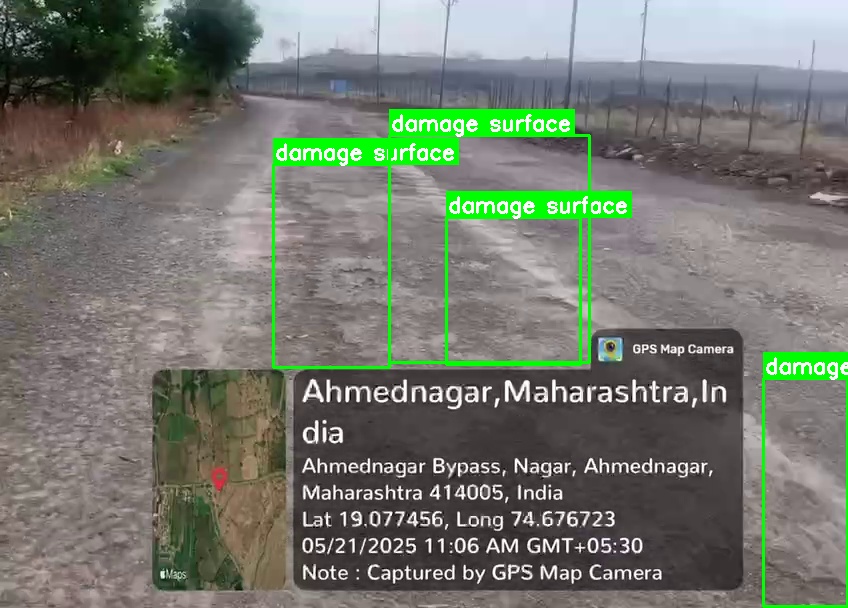 damage surface
damage surface
damage surface
damage
GPS Map Camera
Ahmednagar,Maharashtra,In
dia
Ahmednagar Bypass, Nagar, Ahmednagar,
Maharashtra 414005, India
Lat 19.077456, Long 74.676723
05/21/2025 11:06 AM GMT+05:30
Note : Captured by GPS Map Camera
Maps